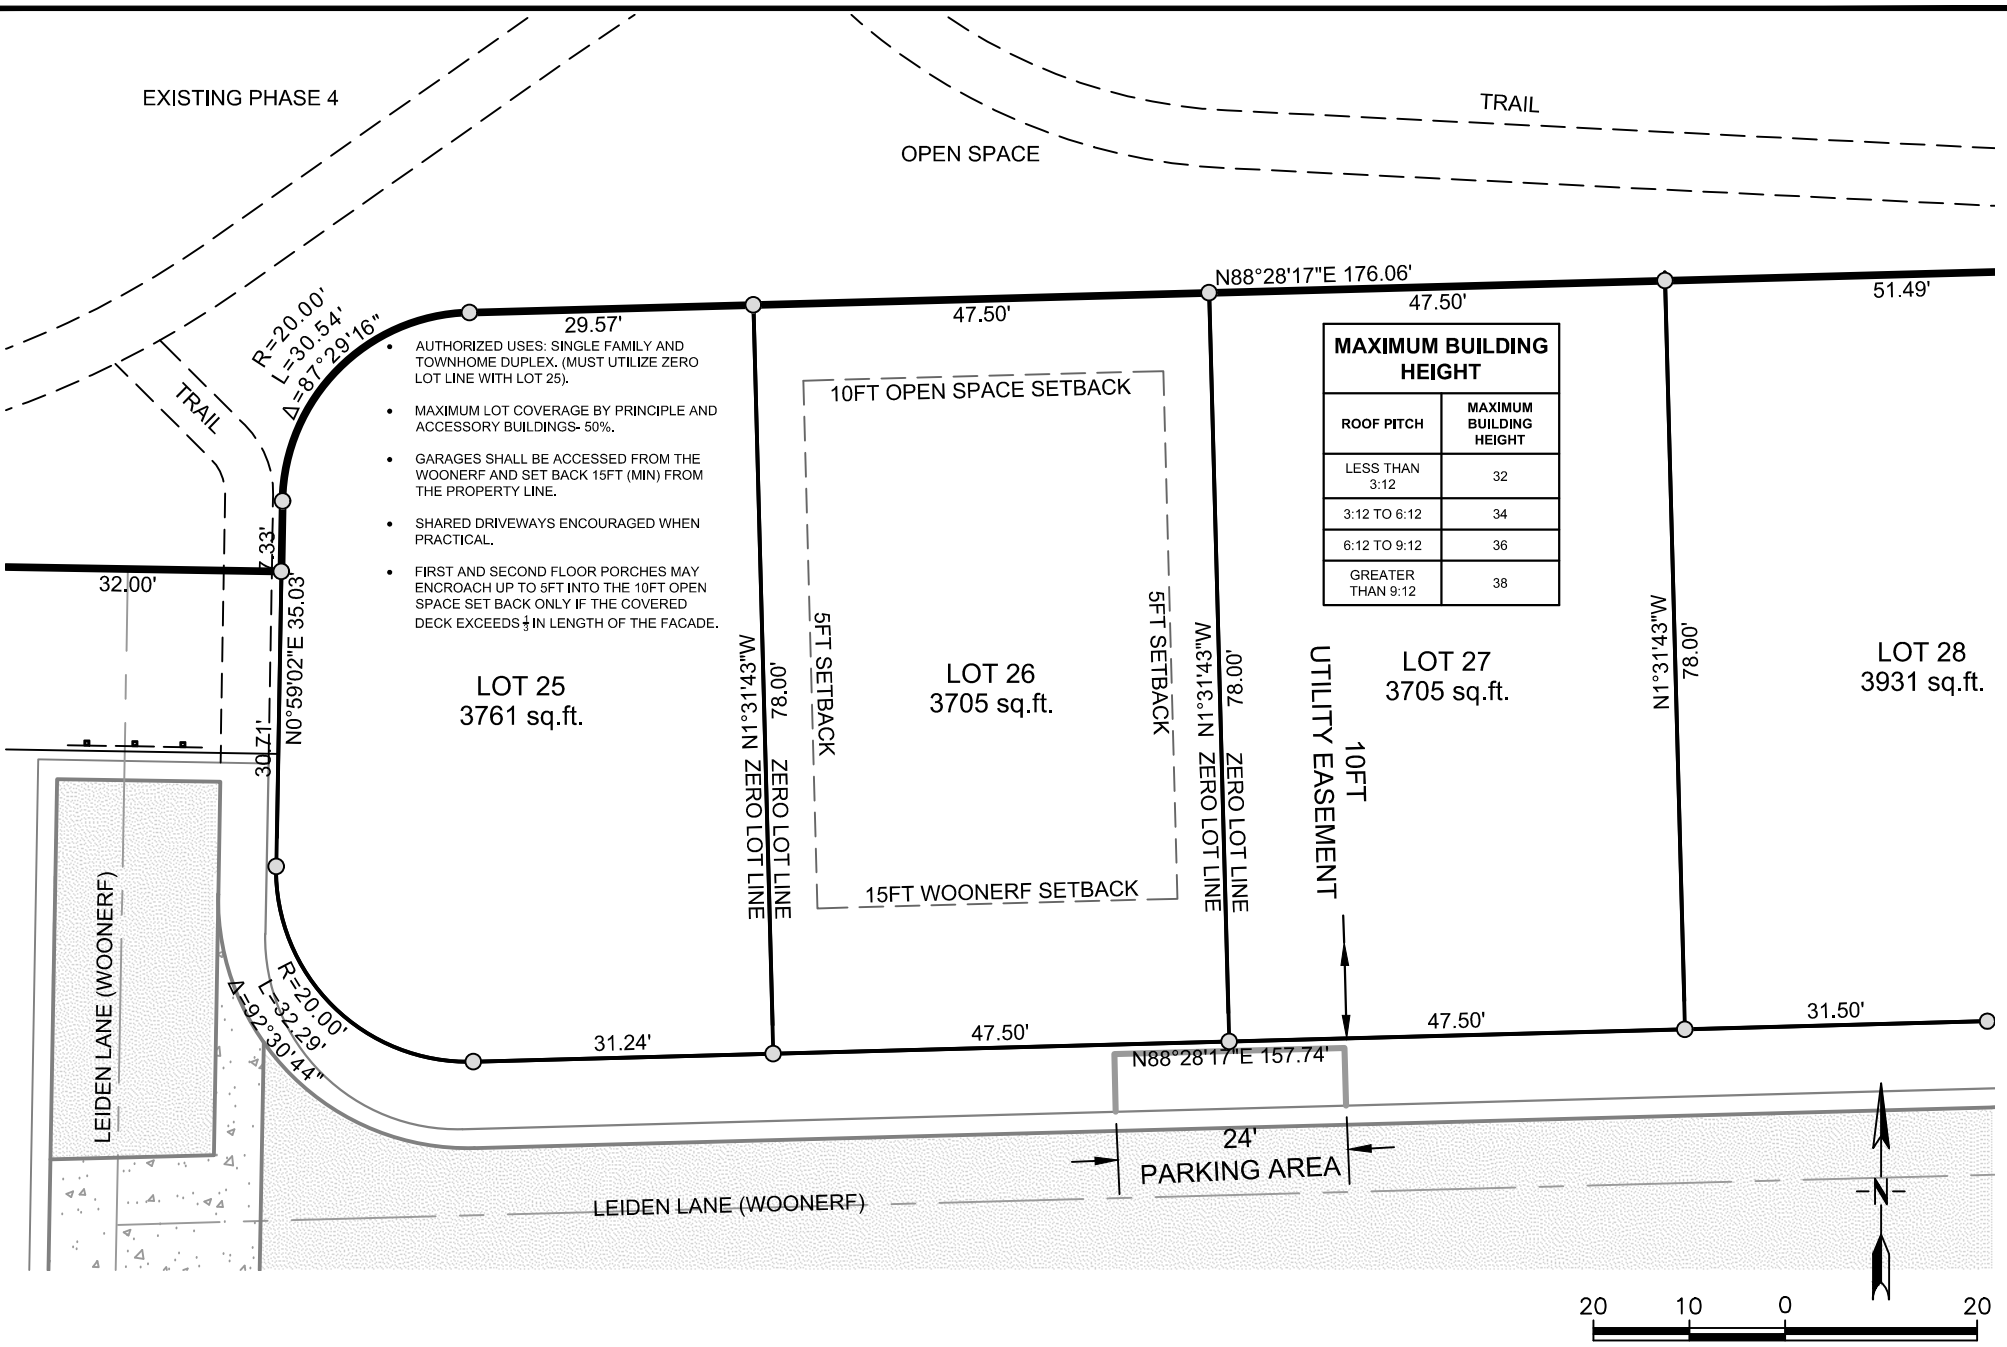 EXISTING PHASE 4
TRAIL
OPEN SPACE
N88°28'17"E 176.06'
29.57'
47.50'
47.50'
51.49'
R=20.00'
L=30.54'
Δ=87°29'16"
TRAIL
• AUTHORIZED USES: SINGLE FAMILY AND
TOWNHOME DUPLEX. (MUST UTILIZE ZERO
LOT LINE WITH LOT 25).
• MAXIMUM LOT COVERAGE BY PRINCIPLE AND
ACCESSORY BUILDINGS- 50%.
• GARAGES SHALL BE ACCESSED FROM THE
WOONERF AND SET BACK 15FT (MIN) FROM
THE PROPERTY LINE.
• SHARED DRIVEWAYS ENCOURAGED WHEN
PRACTICAL.
• FIRST AND SECOND FLOOR PORCHES MAY
ENCROACH UP TO 5FT INTO THE 10FT OPEN
SPACE SET BACK ONLY IF THE COVERED
DECK EXCEEDS 1/3 IN LENGTH OF THE FACADE.
10FT OPEN SPACE SETBACK
5FT SETBACK
5FT SETBACK
15FT WOONERF SETBACK
MAXIMUM BUILDING
HEIGHT
ROOF PITCH
MAXIMUM
BUILDING
HEIGHT
LESS THAN
3:12
32
3:12 TO 6:12
34
6:12 TO 9:12
36
GREATER
THAN 9:12
38
7.33'
32.00'
N0°59'02"E 35.03'
30.71'
LOT 25
3761 sq.ft.
N1°31'43"W
78.00'
ZERO LOT LINE
ZERO LOT LINE
LOT 26
3705 sq.ft.
N1°31'43"W
78.00'
ZERO LOT LINE
ZERO LOT LINE
10FT
UTILITY EASEMENT
LOT 27
3705 sq.ft.
N1°31'43"W
78.00'
LOT 28
3931 sq.ft.
LEIDEN LANE (WOONERF)
R=20.00'
L=32.29'
Δ=92°30'44"
31.24'
47.50'
47.50'
31.50'
N88°28'17"E 157.74'
24'
PARKING AREA
LEIDEN LANE (WOONERF)
N
20 10 0 20